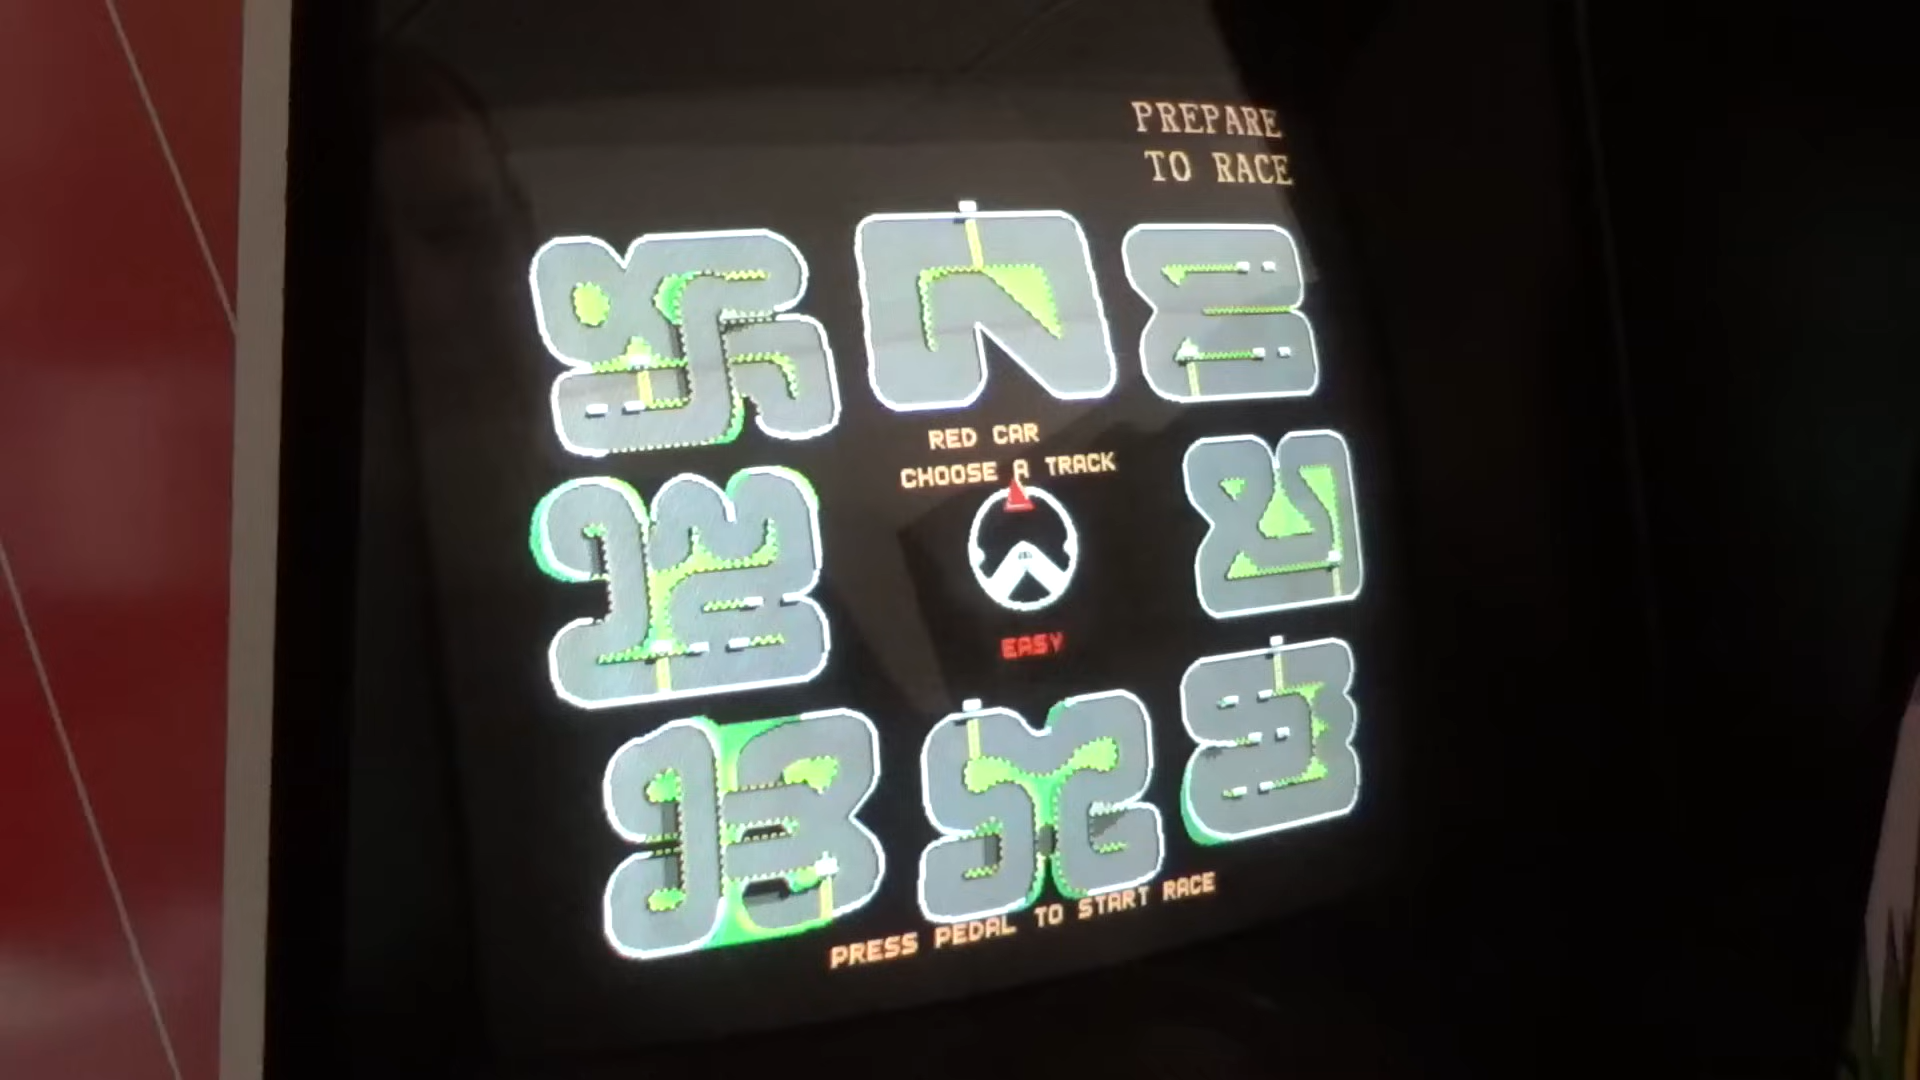 PREPARE
TO RACE
RED CAR
CHOOSE A TRACK
EASY
PRESS PEDAL TO START RACE